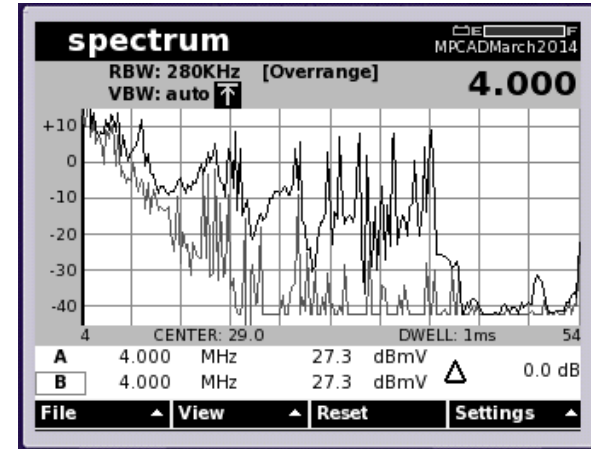 spectrum
E F
MPCADMarch2014
RBW: 280KHz [Overrange] 4.000
VBW: auto
+10
0
-10
-20
-30
-40
4 CENTER: 29.0 DWELL: 1ms 54
A 4.000 MHz 27.3 dBmV
B 4.000 MHz 27.3 dBmV Δ 0.0 dB
File View Reset Settings